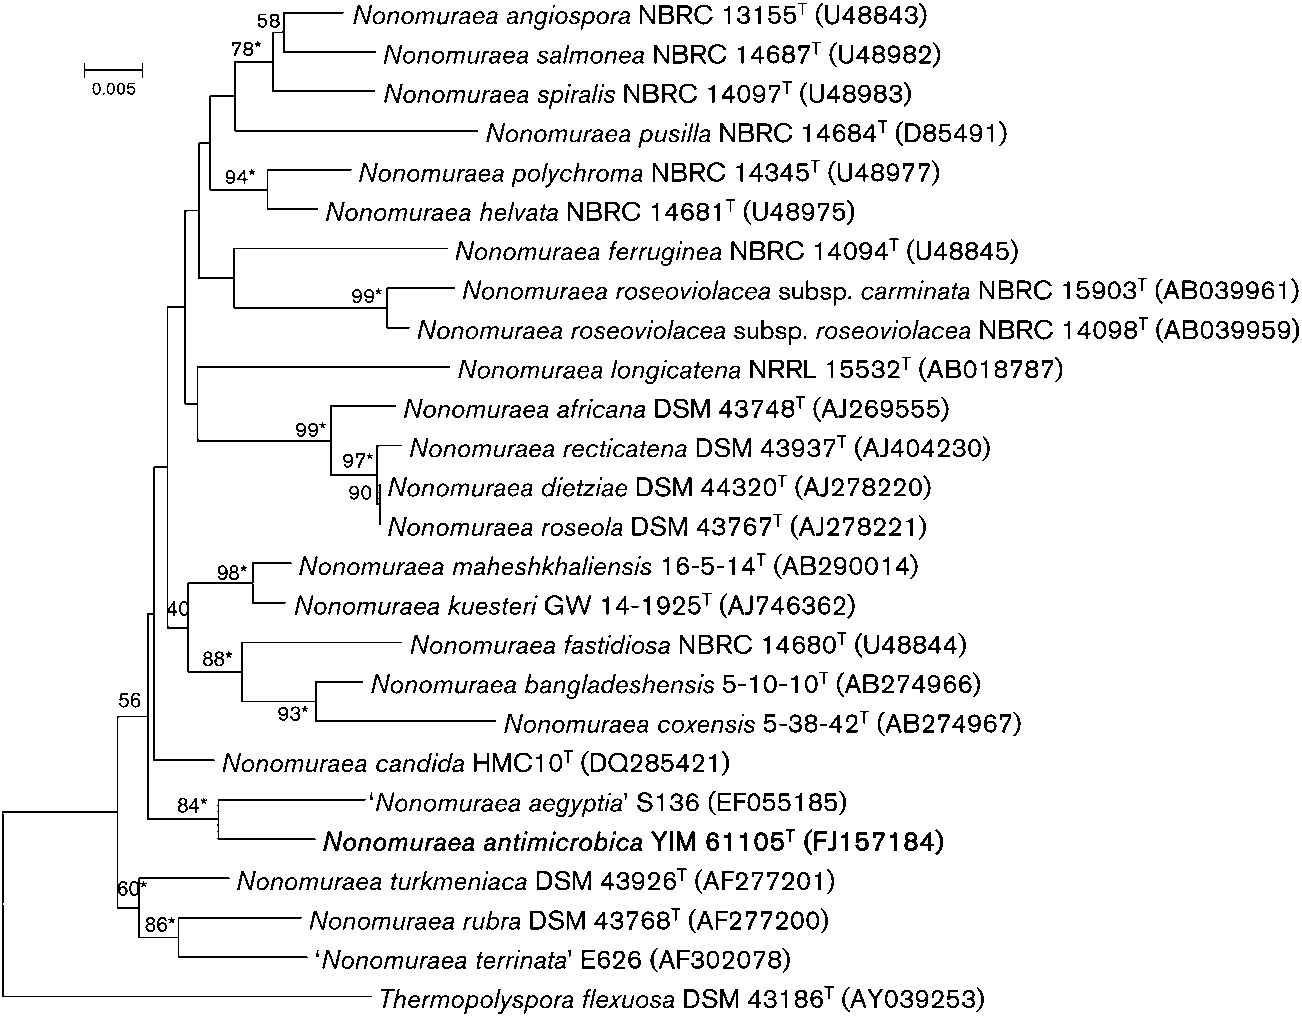 58 Nonomuraea angiospora NBRC 13155ᵀ (U48843)
78* Nonomuraea salmonea NBRC 14687ᵀ (U48982)
0.005 Nonomuraea spiralis NBRC 14097ᵀ (U48983)
Nonomuraea pusilla NBRC 14684ᵀ (D85491)
94* Nonomuraea polychroma NBRC 14345ᵀ (U48977)
Nonomuraea helvata NBRC 14681ᵀ (U48975)
Nonomuraea ferruginea NBRC 14094ᵀ (U48845)
99* Nonomuraea roseoviolacea subsp. carminata NBRC 15903ᵀ (AB039961)
Nonomuraea roseoviolacea subsp. roseoviolacea NBRC 14098ᵀ (AB039959)
Nonomuraea longicatena NRRL 15532ᵀ (AB018787)
99* Nonomuraea africana DSM 43748ᵀ (AJ269555)
97* Nonomuraea recticatena DSM 43937ᵀ (AJ404230)
90 Nonomuraea dietziae DSM 44320ᵀ (AJ278220)
Nonomuraea roseola DSM 43767ᵀ (AJ278221)
98* Nonomuraea maheshkhaliensis 16-5-14ᵀ (AB290014)
40 Nonomuraea kuesteri GW 14-1925ᵀ (AJ746362)
88* Nonomuraea fastidiosa NBRC 14680ᵀ (U48844)
56 Nonomuraea bangladeshensis 5-10-10ᵀ (AB274966)
93* Nonomuraea coxensis 5-38-42ᵀ (AB274967)
Nonomuraea candida HMC10ᵀ (DQ285421)
84* ‘Nonomuraea aegyptia’ S136 (EF055185)
Nonomuraea antimicrobica YIM 61105ᵀ (FJ157184)
60* Nonomuraea turkmeniaca DSM 43926ᵀ (AF277201)
86* Nonomuraea rubra DSM 43768ᵀ (AF277200)
‘Nonomuraea terrinata’ E626 (AF302078)
Thermopolyspora flexuosa DSM 43186ᵀ (AY039253)